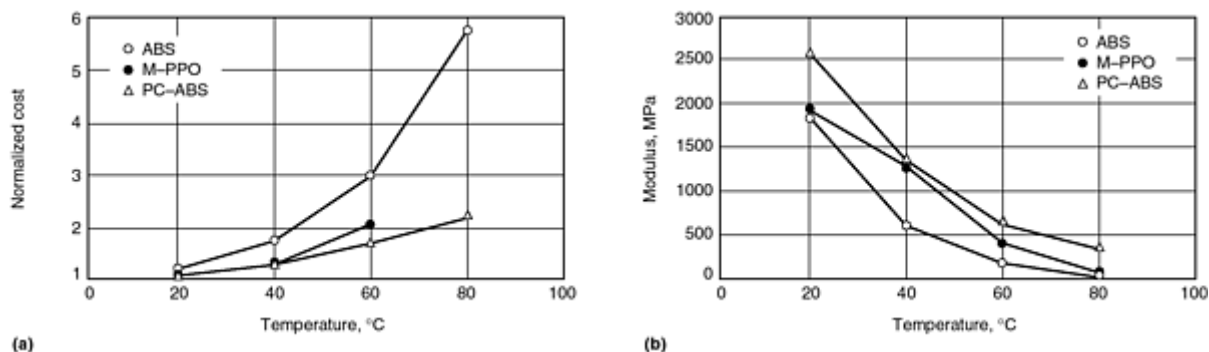 6
5
4
3
2
1
Normalized cost
ABS
M–PPO
PC–ABS
0 20 40 60 80 100
Temperature, °C
(a)
3000
2500
2000
1500
1000
500
0
Modulus, MPa
ABS
M–PPO
PC–ABS
0 20 40 60 80 100
Temperature, °C
(b)